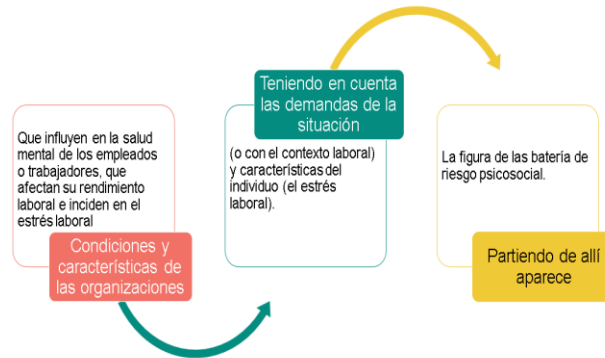 Que influyen en la salud
mental de los empleados
o trabajadores, que
afectan su rendimiento
laboral e inciden en el
estrés laboral
Condiciones y
características de
las organizaciones
Teniendo en cuenta
las demandas de la
situación
(o con el contexto laboral)
y características del
individuo (el estrés
laboral).
La figura de las batería de
riesgo psicosocial.
Partiendo de allí
aparece